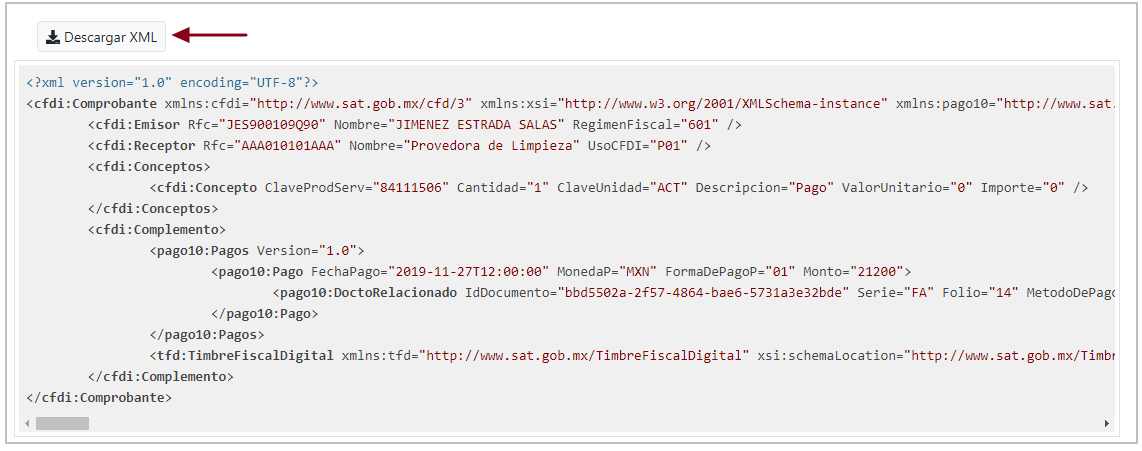 Descargar XML
<?xml version="1.0" encoding="UTF-8"?>
<cfdi:Comprobante xmlns:cfdi="http://www.sat.gob.mx/cfd/3" xmlns:xsi="http://www.w3.org/2001/XMLSchema-instance" xmlns:pago10="http://www.sat.
<cfdi:Emisor Rfc="JES900109Q90" Nombre="JIMENEZ ESTRADA SALAS" RegimenFiscal="601" />
<cfdi:Receptor Rfc="AAA010101AAA" Nombre="Provedora de Limpieza" UsoCFDI="P01" />
<cfdi:Conceptos>
<cfdi:Concepto ClaveProdServ="84111506" Cantidad="1" ClaveUnidad="ACT" Descripcion="Pago" ValorUnitario="0" Importe="0" />
</cfdi:Conceptos>
<cfdi:Complemento>
<pago10:Pagos Version="1.0">
<pago10:Pago FechaPago="2019-11-27T12:00:00" MonedaP="MXN" FormaDePagoP="01" Monto="21200">
<pago10:DoctoRelacionado IdDocumento="bbd5502a-2f57-4864-bae6-5731a3e32bde" Serie="FA" Folio="14" MetodoDePago
</pago10:Pago>
</pago10:Pagos>
<tfd:TimbreFiscalDigital xmlns:tfd="http://www.sat.gob.mx/TimbreFiscalDigital" xsi:schemaLocation="http://www.sat.gob.mx/Timbr
</cfdi:Complemento>
</cfdi:Comprobante>